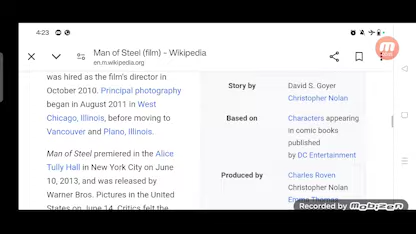 4:23
Man of Steel (film) - Wikipedia
en.m.wikipedia.org
was hired as the film's director in
October 2010. Principal photography
began in August 2011 in West
Chicago, Illinois, before moving to
Vancouver and Plano, Illinois.
Man of Steel premiered in the Alice
Tully Hall in New York City on June
10, 2013, and was released by
Warner Bros. Pictures in the United
States on June 14. Critics felt the
Story by
David S. Goyer
Christopher Nolan
Based on
Characters appearing
in comic books
published
by DC Entertainment
Produced by
Charles Roven
Christopher Nolan
Emma Thomas
Recorded by Mobizen